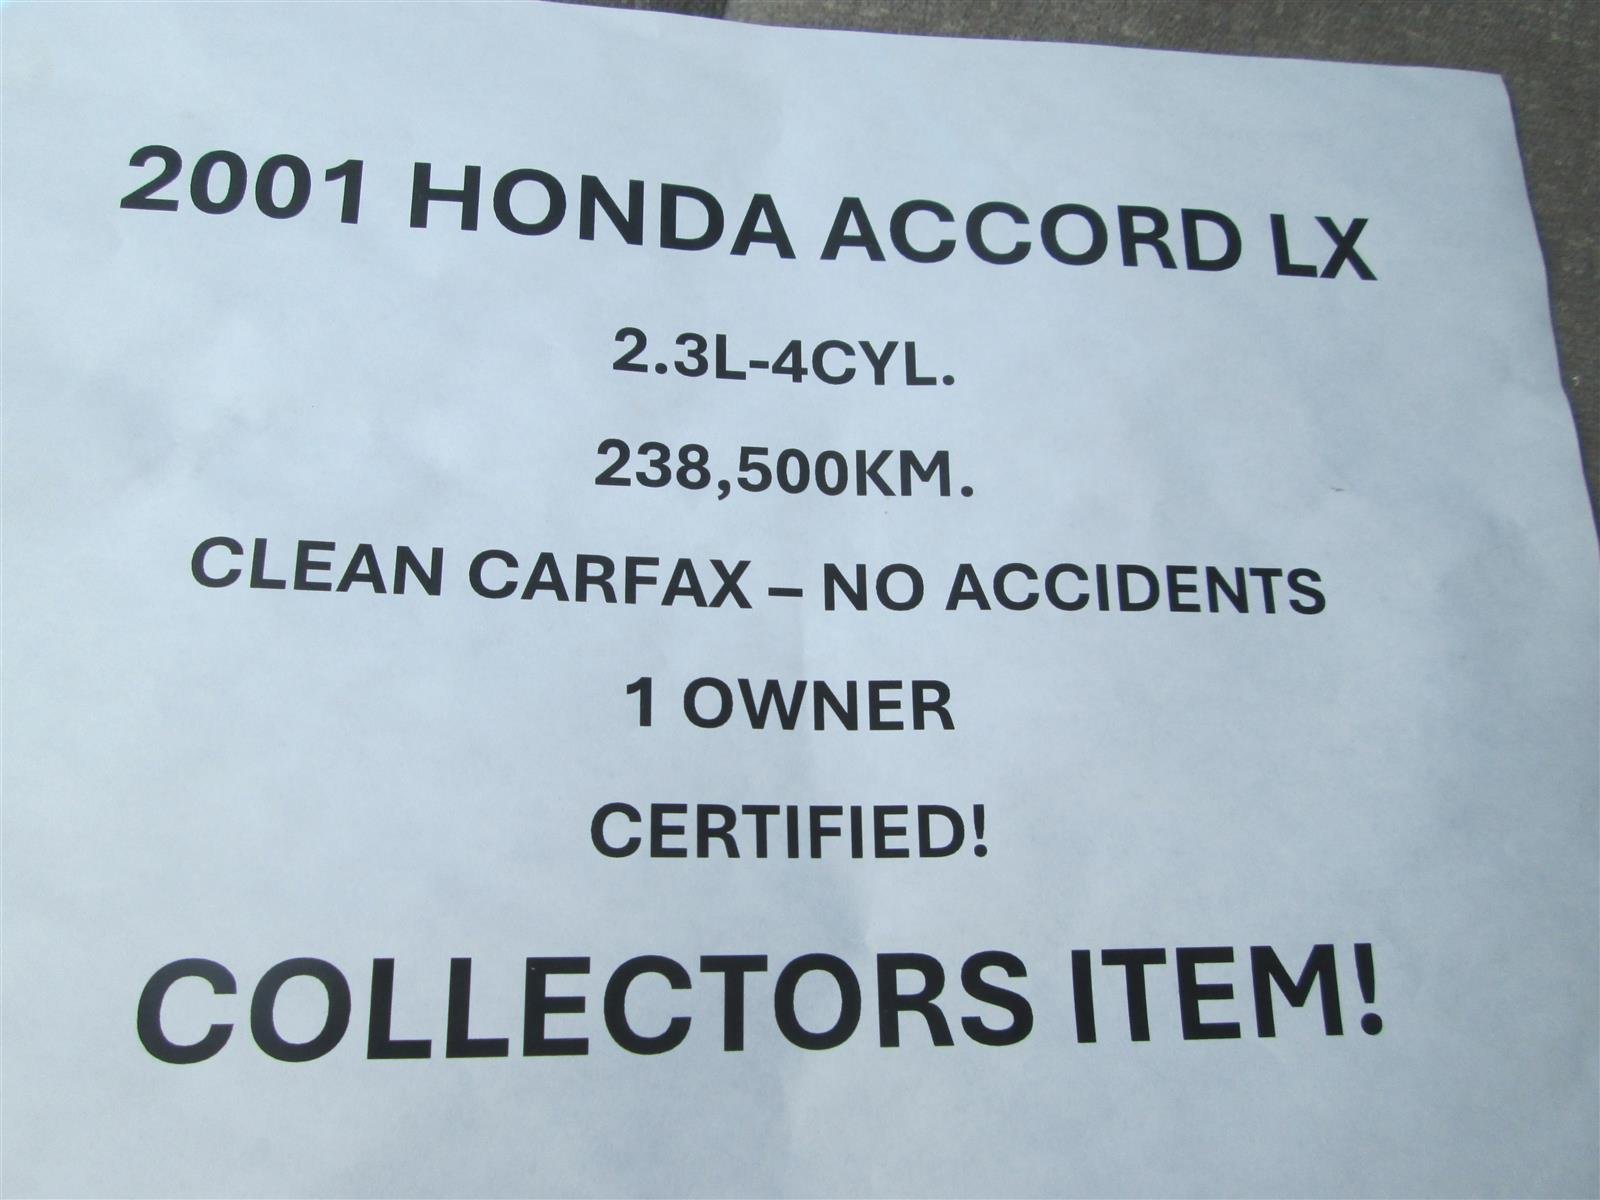 2001 HONDA ACCORD LX
2.3L-4CYL.
238,500KM.
CLEAN CARFAX – NO ACCIDENTS
1 OWNER
CERTIFIED!
COLLECTORS ITEM!